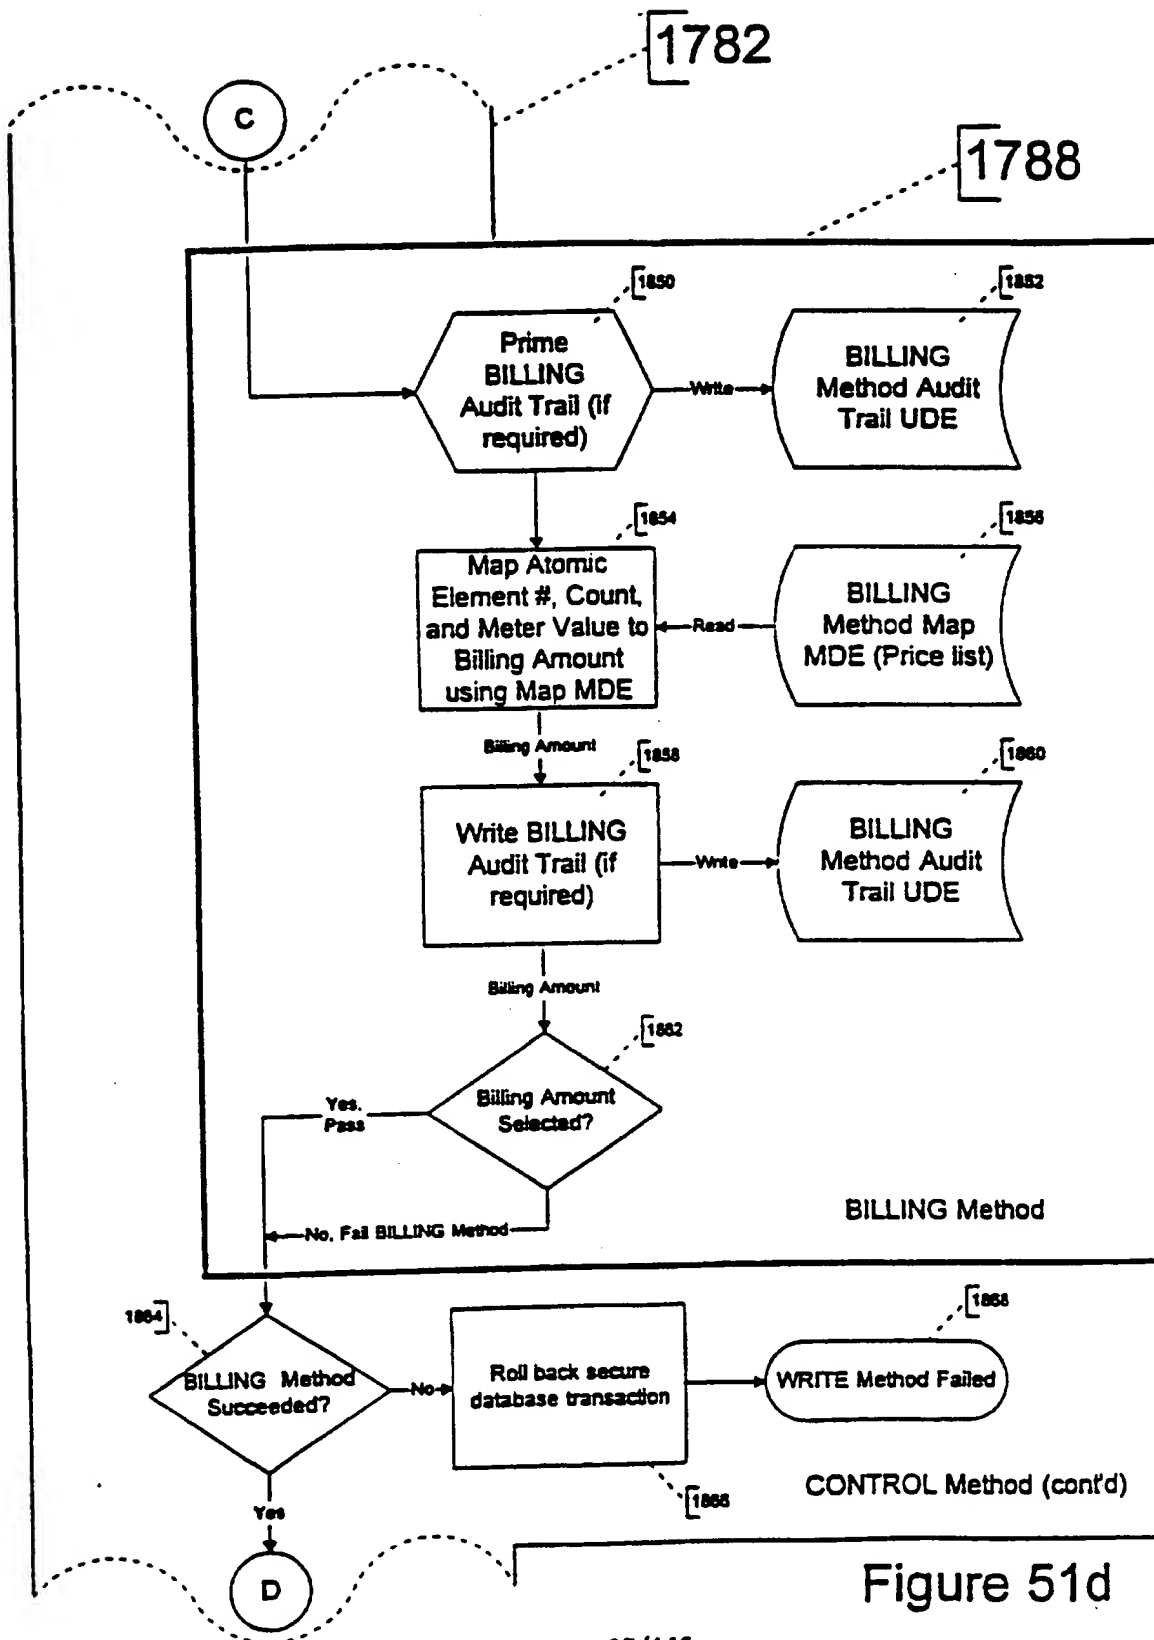 1782
C
1788
1850
1852
Prime
BILLING
Audit Trail (if
required)
Write
BILLING
Method Audit
Trail UDE
1854
1856
Map Atomic
Element #, Count,
and Meter Value to
Billing Amount
using Map MDE
Read
BILLING
Method Map
MDE (Price list)
Billing Amount
1858
1860
Write BILLING
Audit Trail (if
required)
Write
BILLING
Method Audit
Trail UDE
Billing Amount
1862
Billing Amount
Selected?
Yes,
Pass
No, Fail BILLING Method
BILLING Method
1864
1868
BILLING Method
Succeeded?
No
Roll back secure
database transaction
WRITE Method Failed
1866
CONTROL Method (cont'd)
Yes
D
Figure 51d